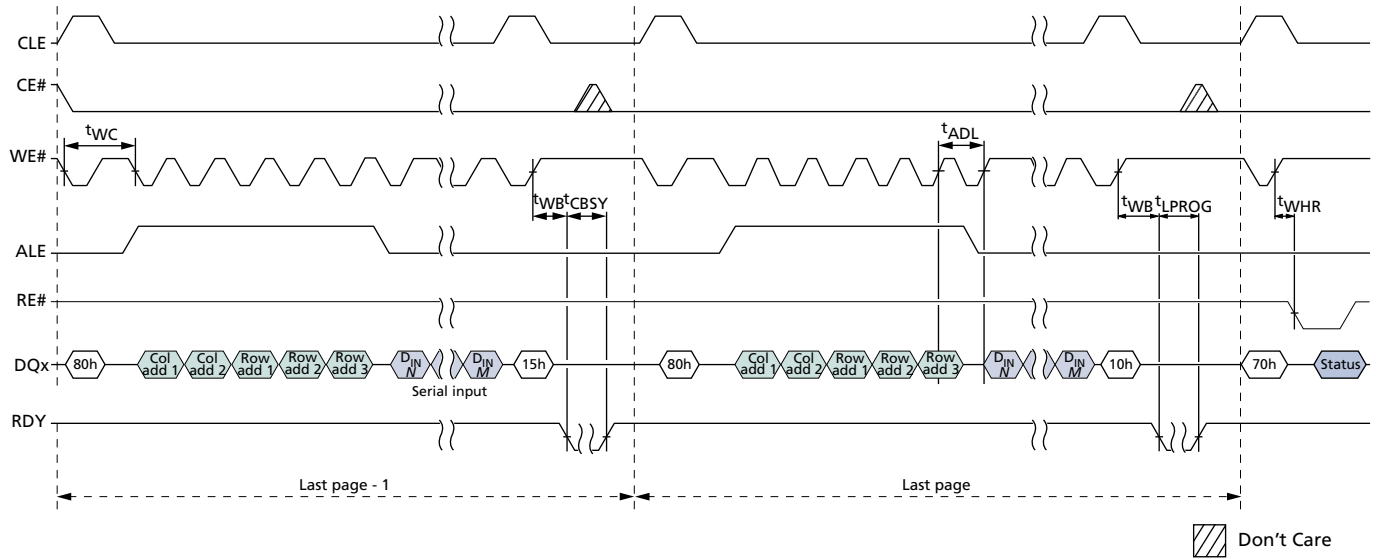 CLE
CE#
tWC
tADL
WE#
tWB tCBSY
tWB tLPROG
tWHR
ALE
RE#
DQx
80h
Col add 1
Col add 2
Row add 1
Row add 2
Row add 3
DIN N
DIN M
15h
80h
Col add 1
Col add 2
Row add 1
Row add 2
Row add 3
DIN N
DIN M
10h
70h
Status
Serial input
RDY
Last page - 1
Last page
Don't Care